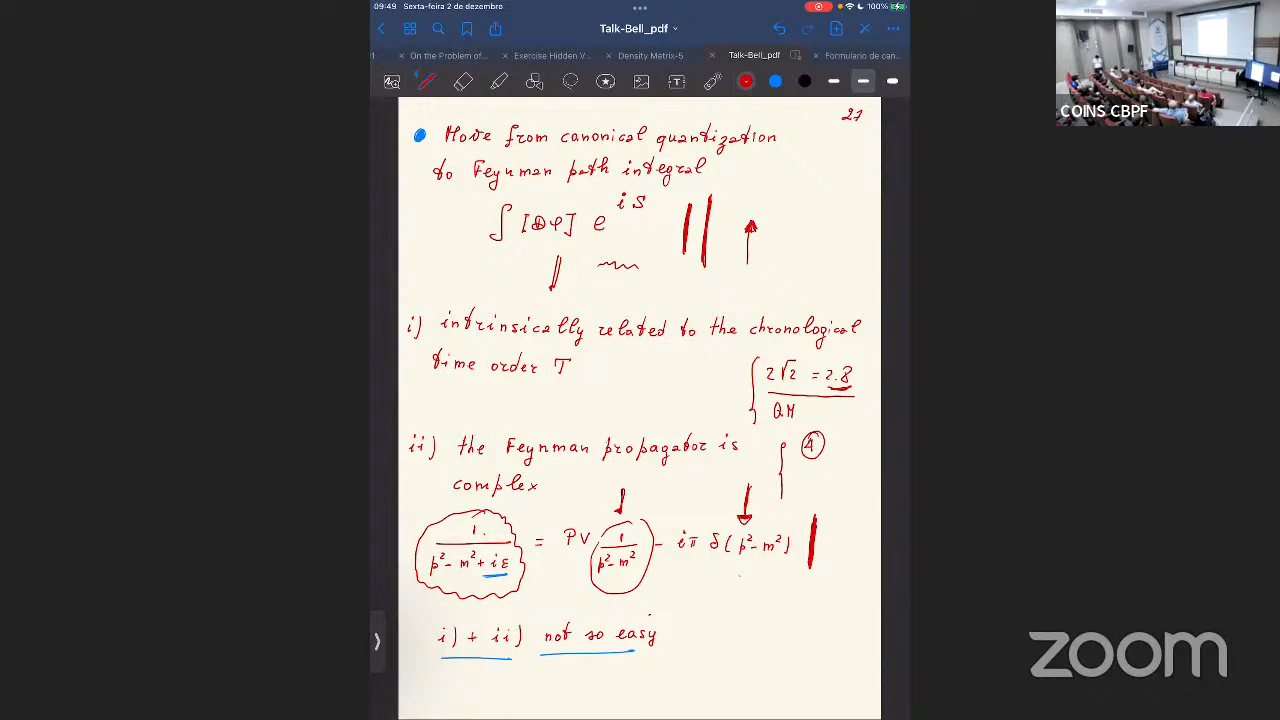 09:49 Sexta-feira 2 de dezembro
100%
Talk-Bell_pdf
On the Problem of...
Exercise Hidden V...
Density Matrix-5
Talk-Bell_pdf
Formulario de can...
21
Move from canonical quantization
to Feynman path integral
∫ [Dφ] e^{iS}
i) intrinsically related to the chronological
time order T
2√2 = 2.8
QM
ii) the Feynman propagator is
4
complex
1/(p² - m² + iε) = PV 1/(p² - m²) - iπ δ(p² - m²)
i) + ii) not so easy
COINS CBPF
zoom